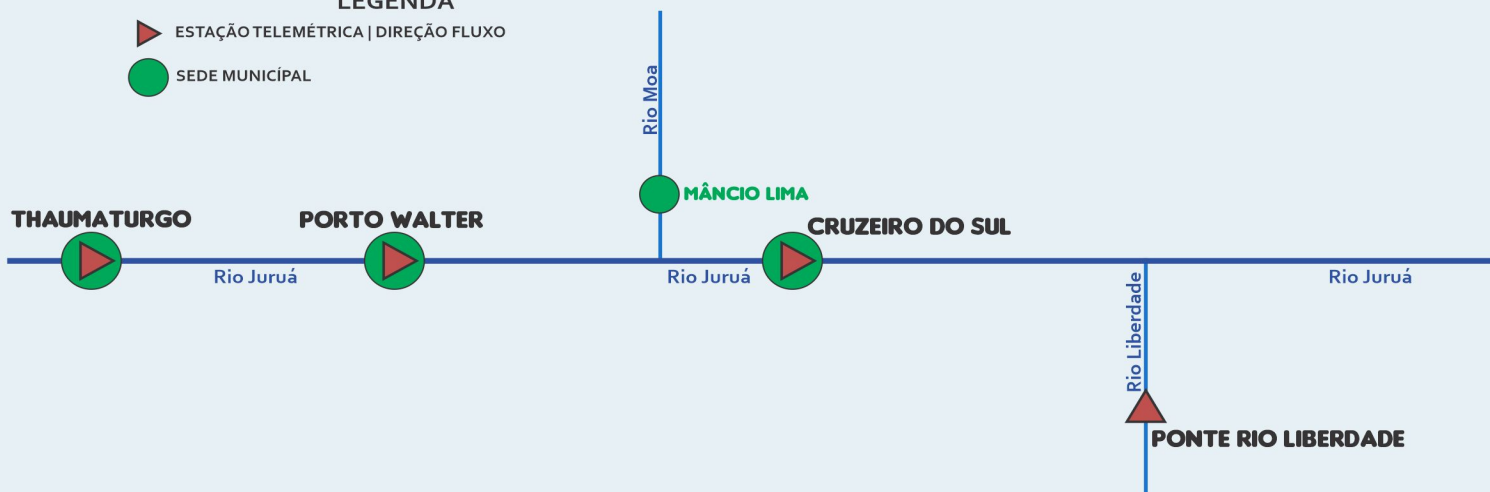 LEGENDA
ESTAÇÃO TELEMÉTRICA | DIREÇÃO FLUXO
SEDE MUNICÍPAL
Rio Moa
MÂNCIO LIMA
THAUMATURGO
PORTO WALTER
CRUZEIRO DO SUL
Rio Juruá
Rio Juruá
Rio Juruá
Rio Liberdade
PONTE RIO LIBERDADE